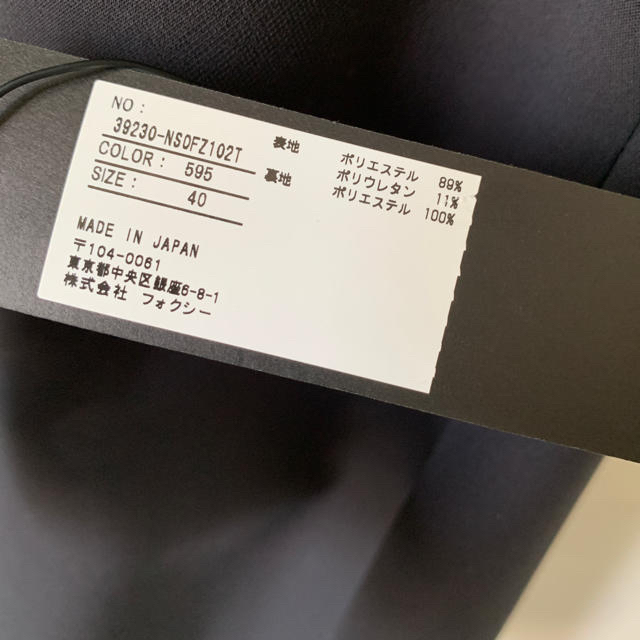 NO:
39230-NS0FZ102T
COLOR: 595
SIZE: 40
表地 ポリエステル 89%
ポリウレタン 11%
裏地 ポリエステル 100%
MADE IN JAPAN
〒104-0061
東京都中央区銀座6-8-1
株式会社 フォクシー